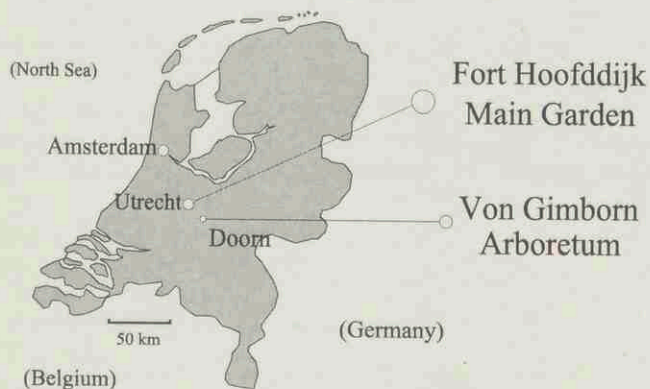 (North Sea)
Fort Hoofddijk
Main Garden
Amsterdam
Utrecht
Von Gimborn
Arboretum
Doorn
50 km
(Germany)
(Belgium)